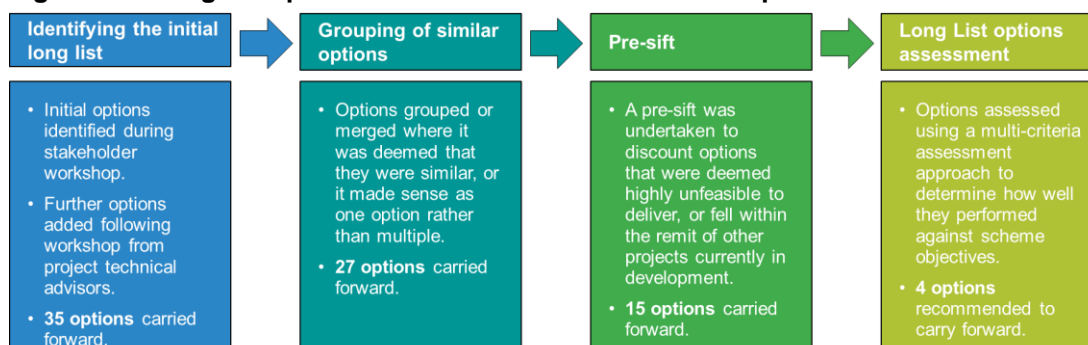 Identifying the initial
long list
Grouping of similar
options
Pre-sift
Long List options
assessment
• Initial options
identified during
stakeholder
workshop.
• Further options
added following
workshop from
project technical
advisors.
• 35 options carried
forward.
• Options grouped or
merged where it
was deemed that
they were similar, or
it made sense as
one option rather
than multiple.
• 27 options carried
forward.
• A pre-sift was
undertaken to
discount options
that were deemed
highly unfeasible to
deliver, or fell within
the remit of other
projects currently in
development.
• 15 options carried
forward.
• Options assessed
using a multi-criteria
assessment
approach to
determine how well
they performed
against scheme
objectives.
• 4 options
recommended to
carry forward.